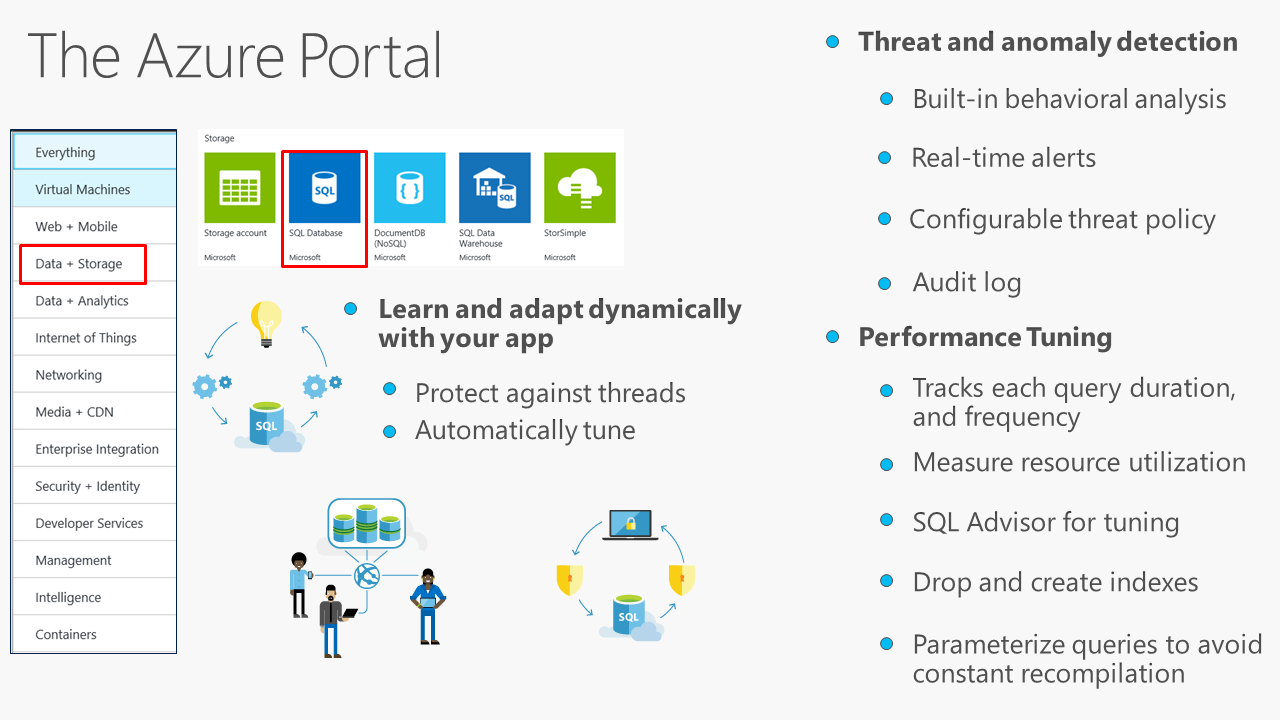 The Azure Portal
Everything
Virtual Machines
Web + Mobile
Data + Storage
Data + Analytics
Internet of Things
Networking
Media + CDN
Enterprise Integration
Security + Identity
Developer Services
Management
Intelligence
Containers
Storage
Storage account
Microsoft
SQL
SQL Database
Microsoft
{ }
DocumentDB
(NoSQL)
Microsoft
SQL
SQL Data
Warehouse
Microsoft
StorSimple
Microsoft
SQL
Learn and adapt dynamically
with your app
Protect against threads
Automatically tune
SQL
Threat and anomaly detection
Built-in behavioral analysis
Real-time alerts
Configurable threat policy
Audit log
Performance Tuning
Tracks each query duration,
and frequency
Measure resource utilization
SQL Advisor for tuning
Drop and create indexes
Parameterize queries to avoid
constant recompilation